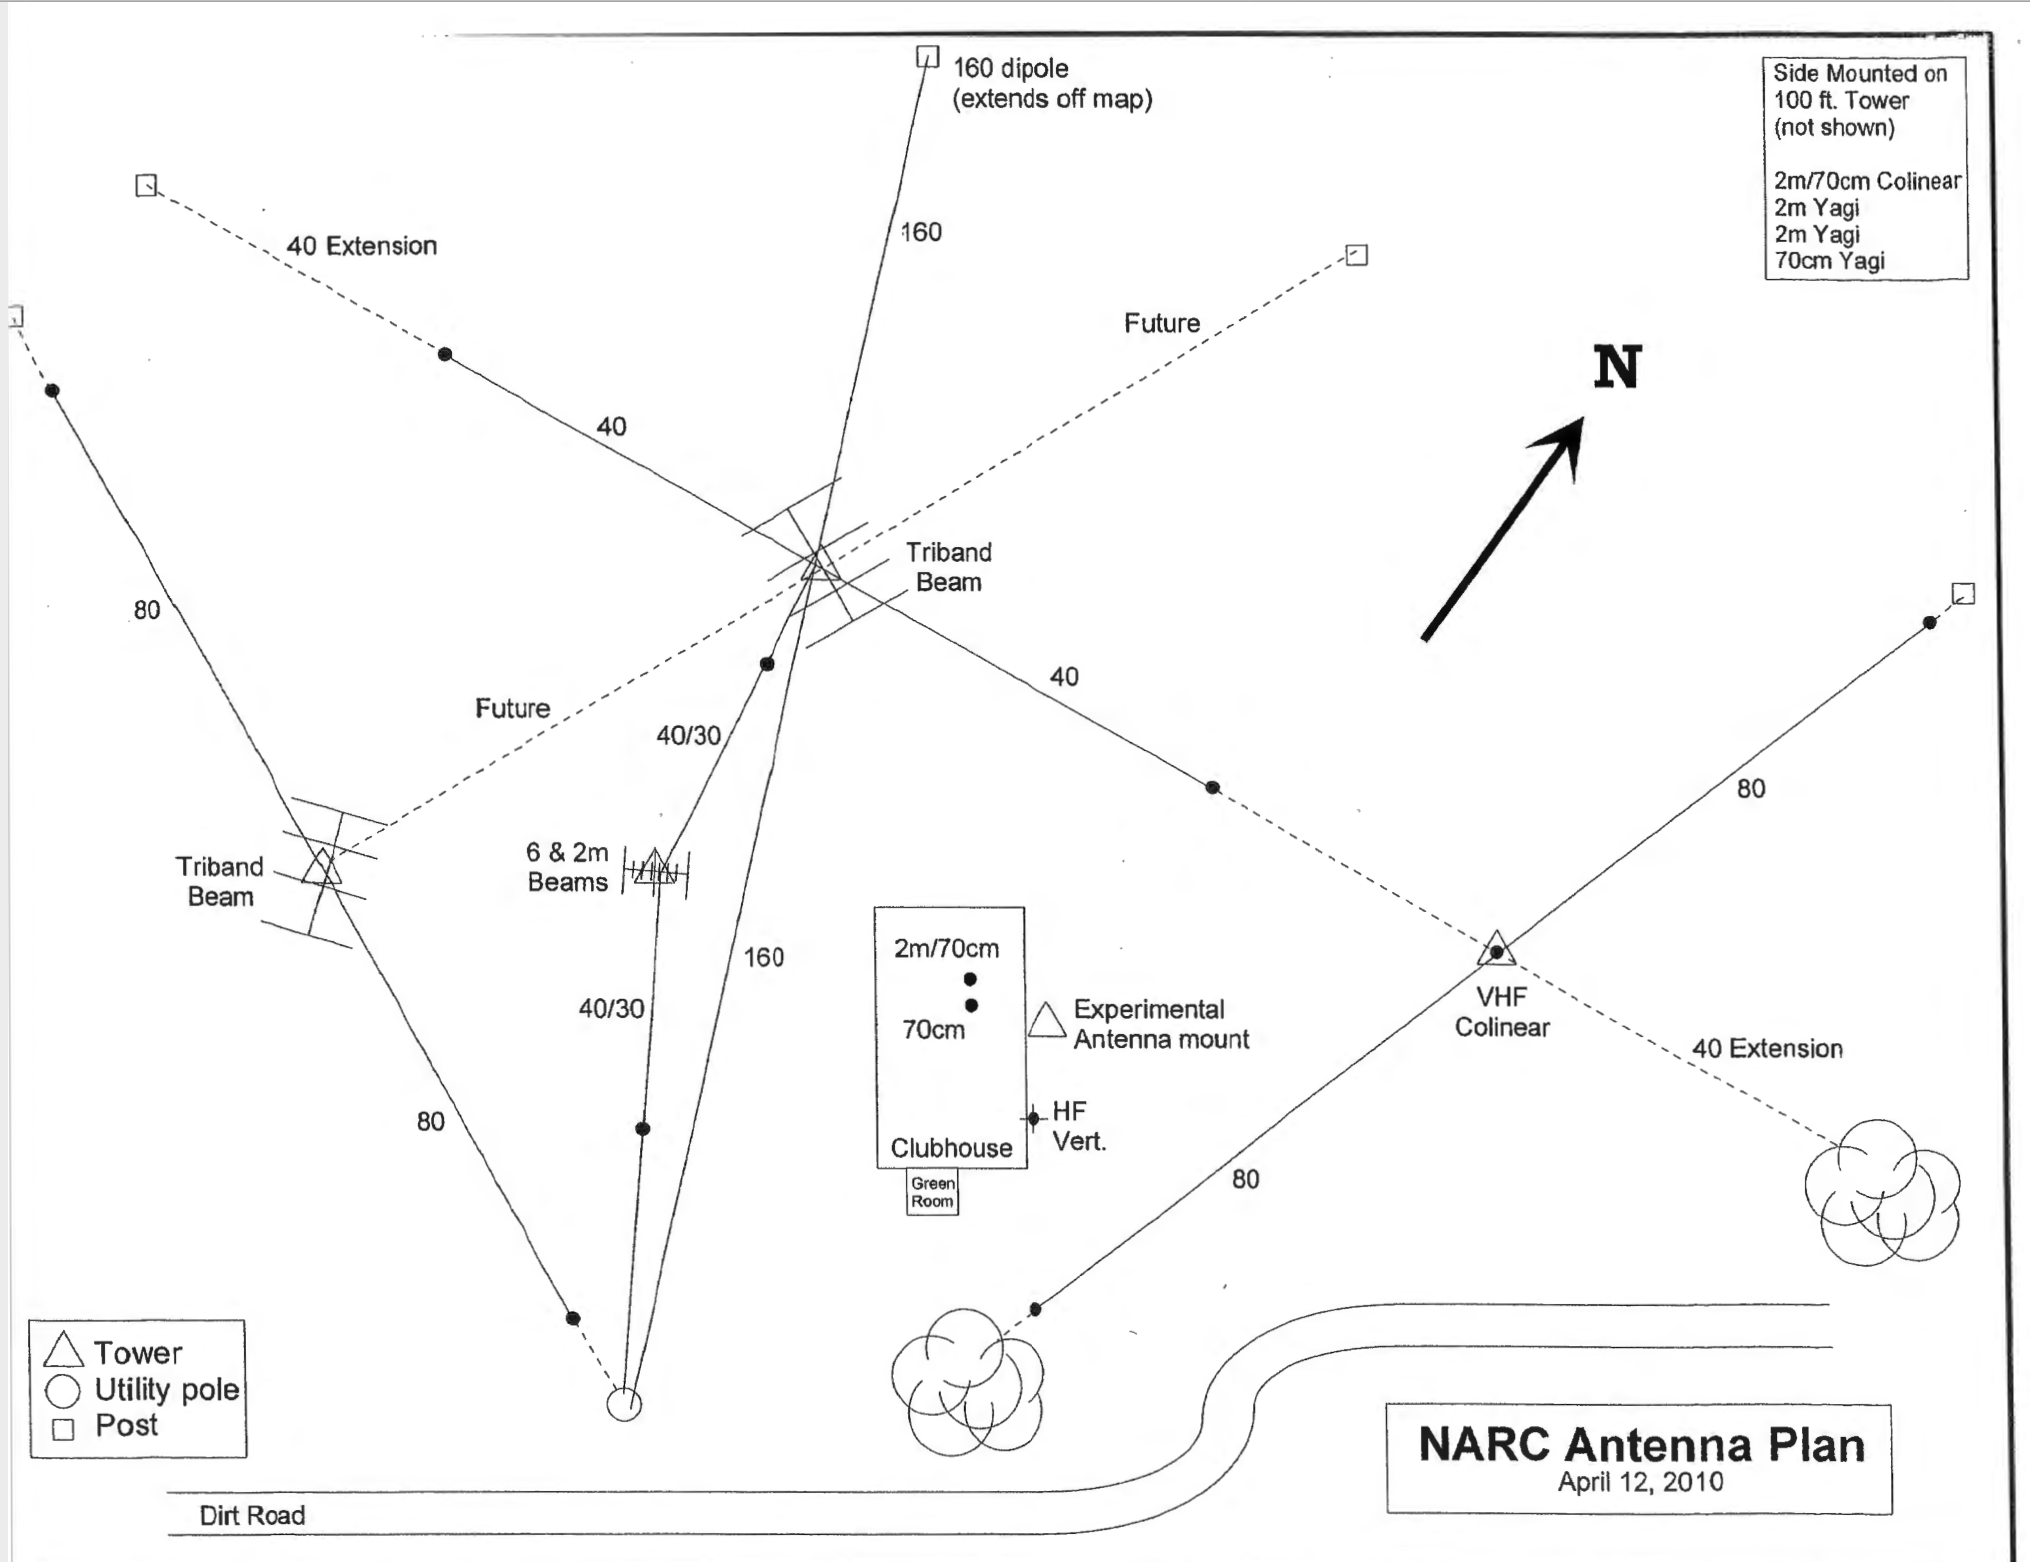 160 dipole
(extends off map)
Side Mounted on
100 ft. Tower
(not shown)
2m/70cm Colinear
2m Yagi
2m Yagi
70cm Yagi
160
40 Extension
Future
N
40
Triband
Beam
80
40
Future
40/30
80
6 & 2m
Beams
Triband
Beam
160
2m/70cm
70cm
Experimental
Antenna mount
VHF
Colinear
40/30
40 Extension
80
HF
Vert.
Clubhouse
Green
Room
80
Tower
Utility pole
Post
NARC Antenna Plan
April 12, 2010
Dirt Road